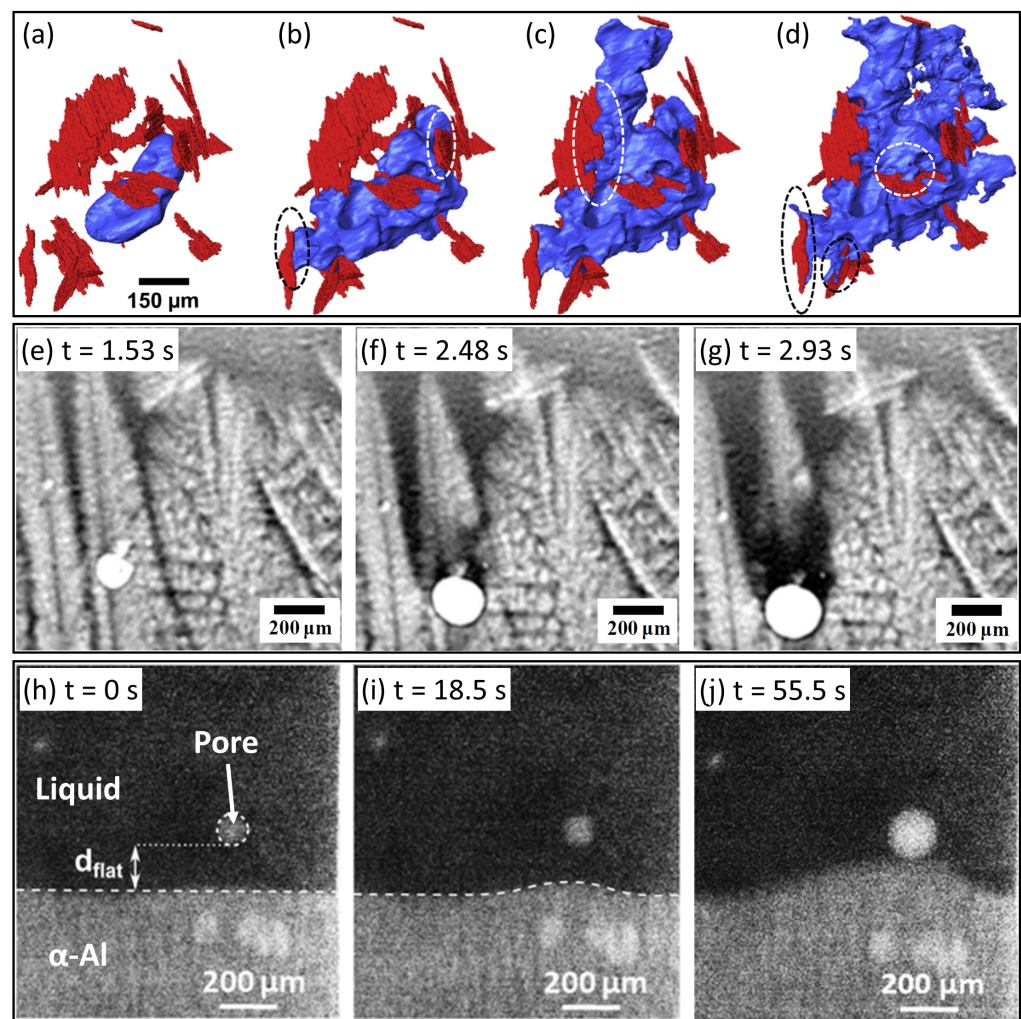 (a)
(b)
(c)
(d)
150 µm
(e) t = 1.53 s
(f) t = 2.48 s
(g) t = 2.93 s
200 µm
200 µm
200 µm
(h) t = 0 s
(i) t = 18.5 s
(j) t = 55.5 s
Pore
Liquid
dflat
α-Al
200 µm
200 µm
200 µm